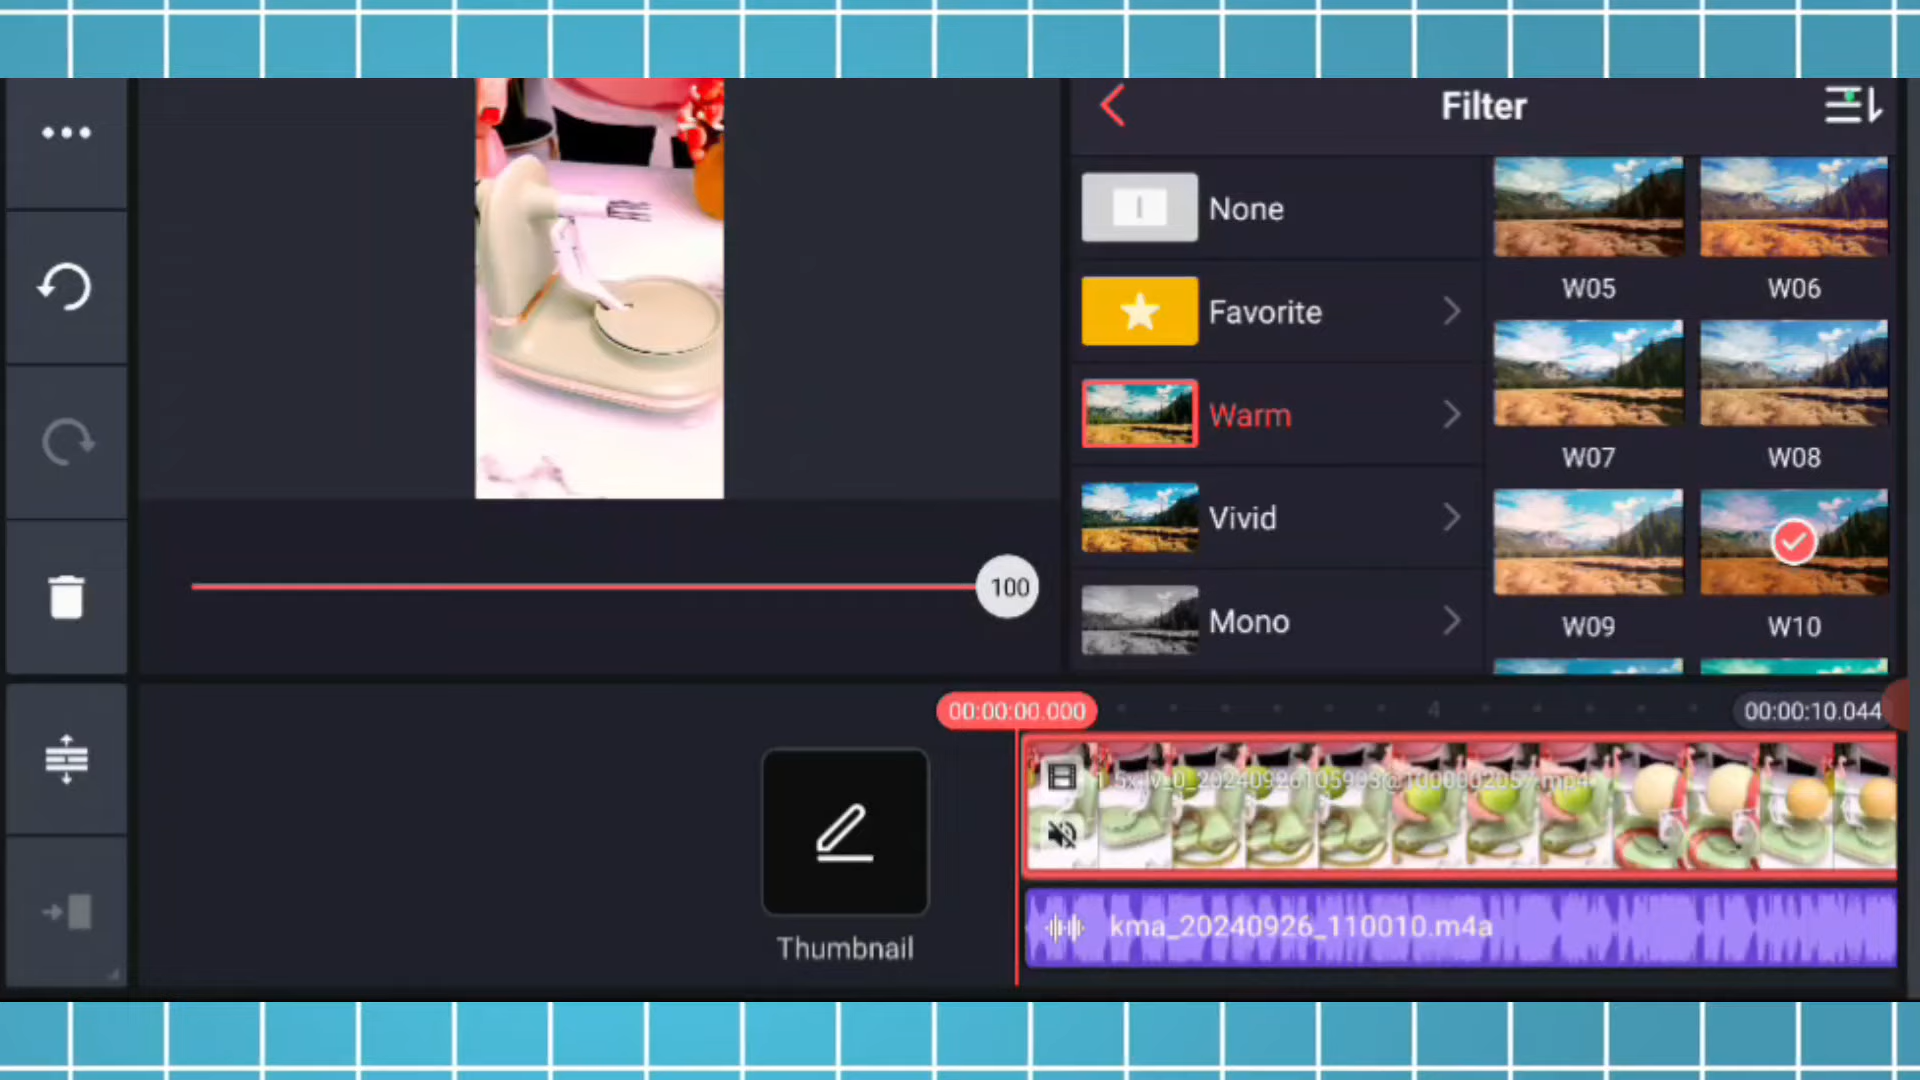 Filter
None
Favorite
Warm
Vivid
Mono
W05
W06
W07
W08
W09
W10
100
00:00:00.000
4
00:00:10.044
Thumbnail
kma_20240926_110010.m4a